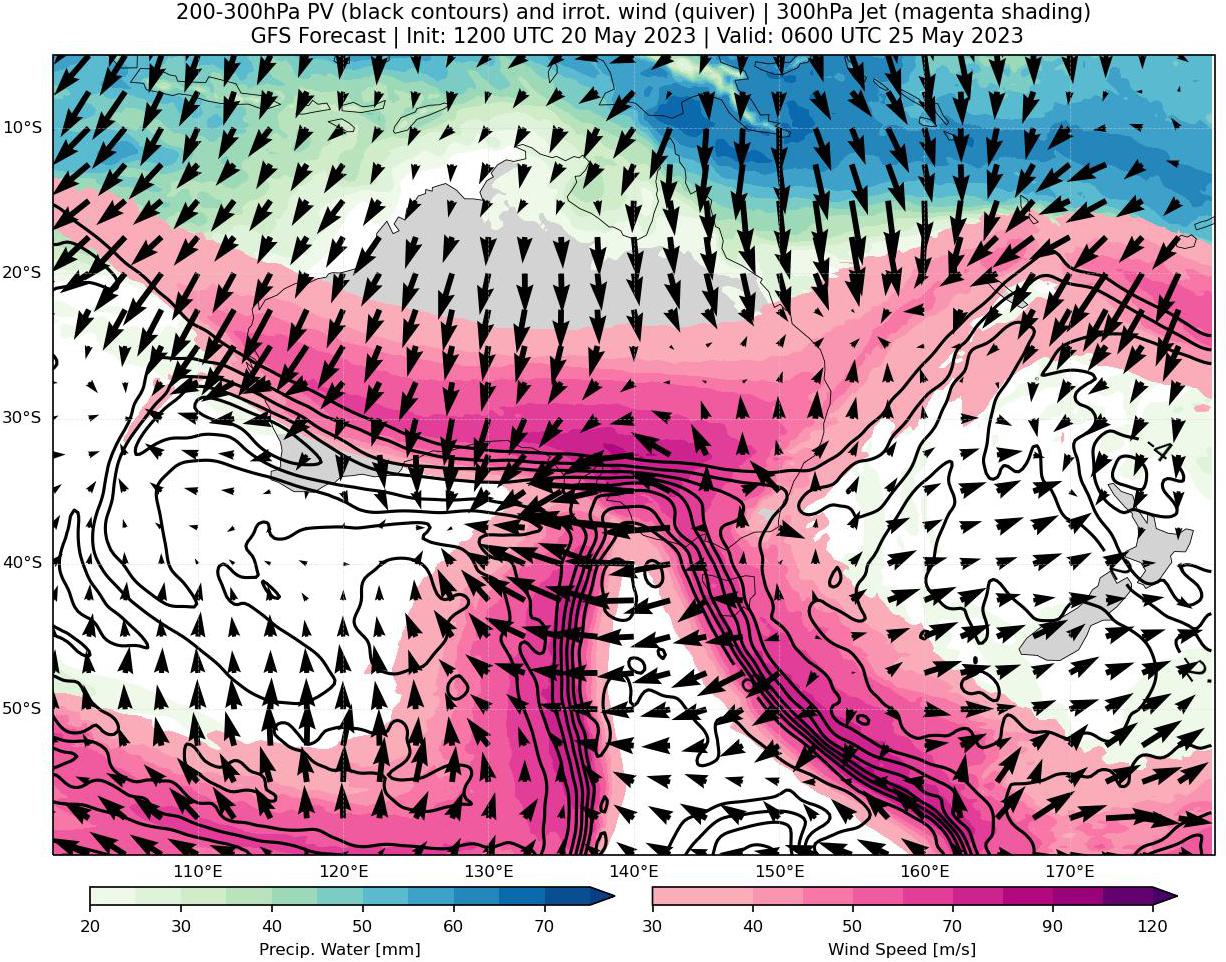 200-300hPa PV (black contours) and irrot. wind (quiver) | 300hPa Jet (magenta shading)
GFS Forecast | Init: 1200 UTC 20 May 2023 | Valid: 0600 UTC 25 May 2023
10°S
20°S
30°S
-4
40°S
50°S
110°E 120°E 130°E 140°E 150°E 160°E 170°E
20 30 40 50 60 70
Precip. Water [mm]
30 40 50 70 90 120
Wind Speed [m/s]